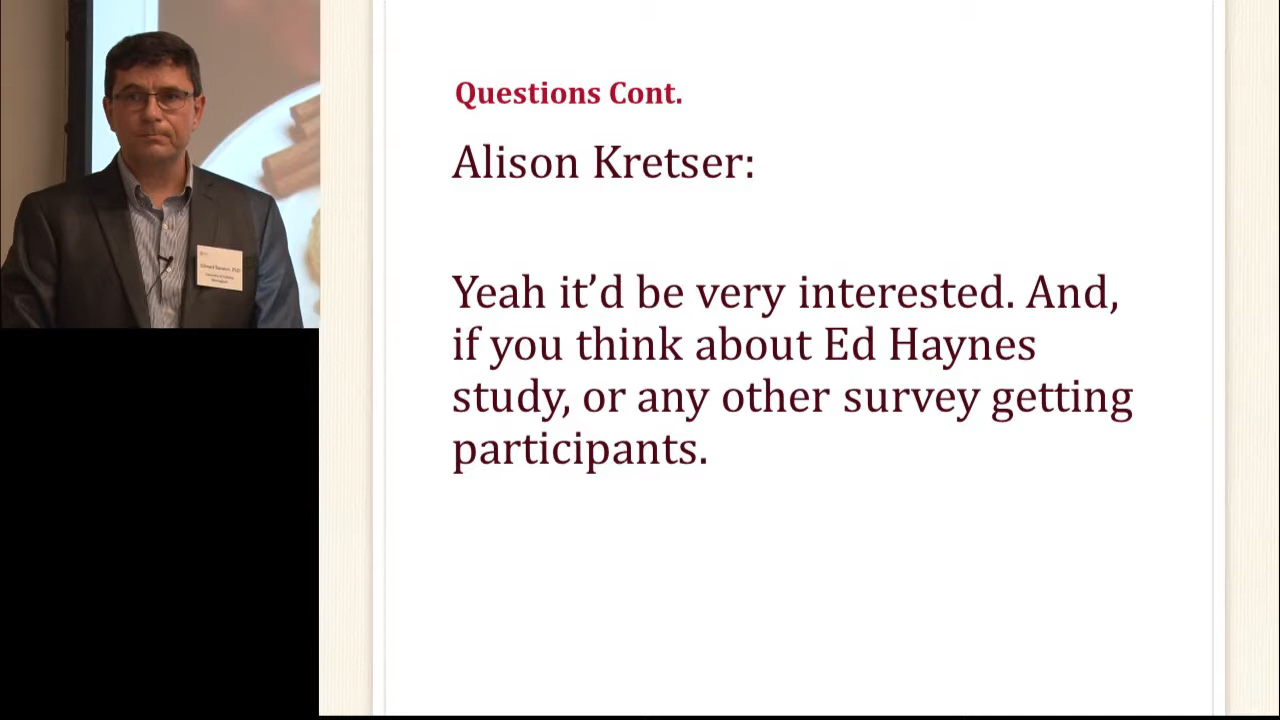 Questions Cont.
Alison Kretser:
Yeah it’d be very interested. And,
if you think about Ed Haynes
study, or any other survey getting
participants.